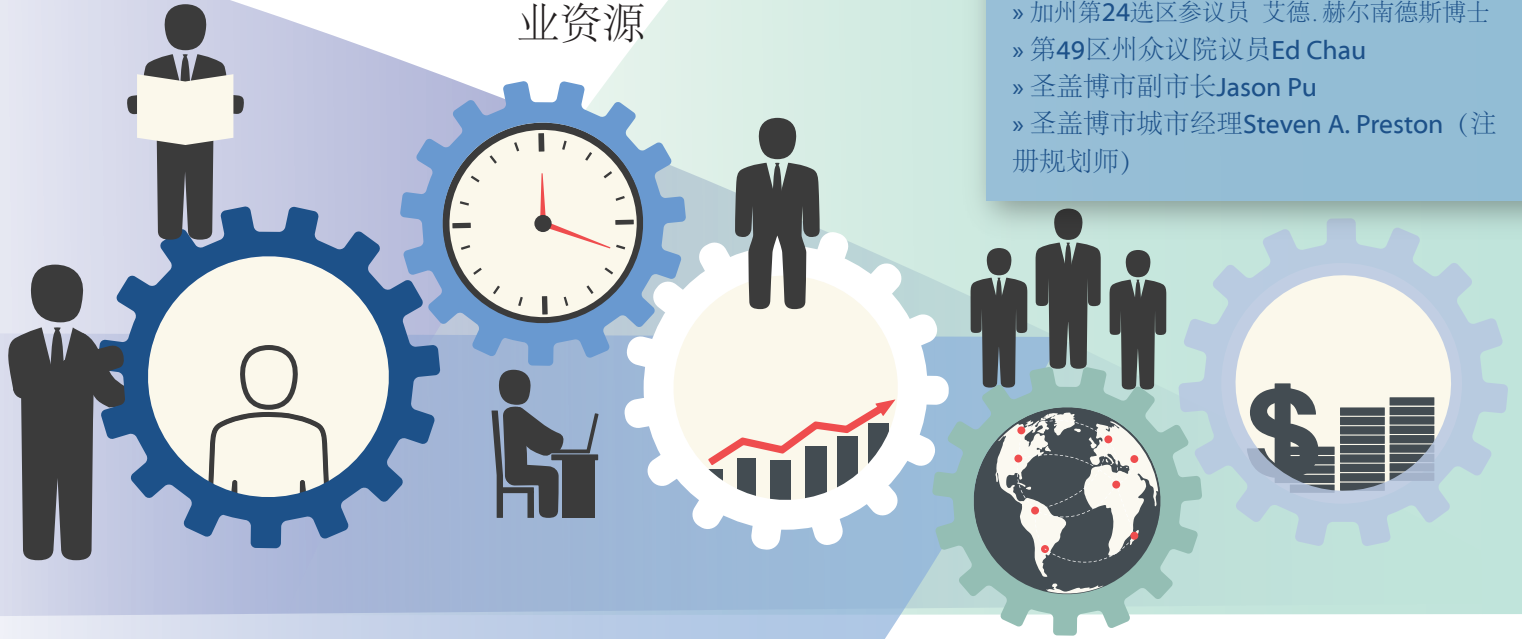 业资源
» 加州第24选区参议员 艾德.赫尔南德斯博士
» 第49区州众议院议员Ed Chau
» 圣盖博市副市长Jason Pu
» 圣盖博市城市经理Steven A. Preston（注
册规划师）